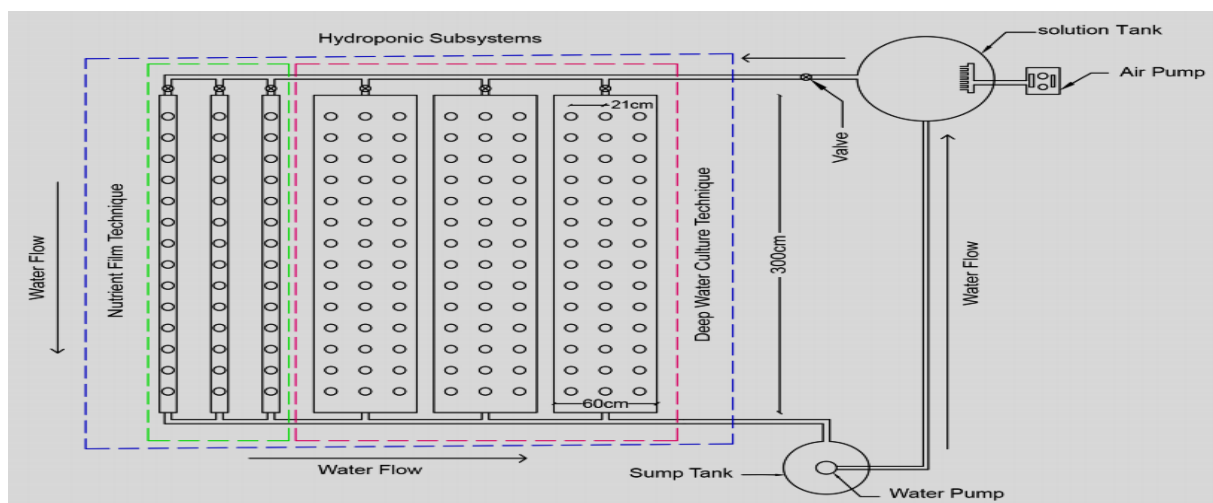 Hydroponic Subsystems
solution Tank
Air Pump
Valve
21cm
Water Flow
Nutrient Film Technique
Deep Water Culture Technique
300cm
Water Flow
60cm
Water Flow
Sump Tank
Water Pump